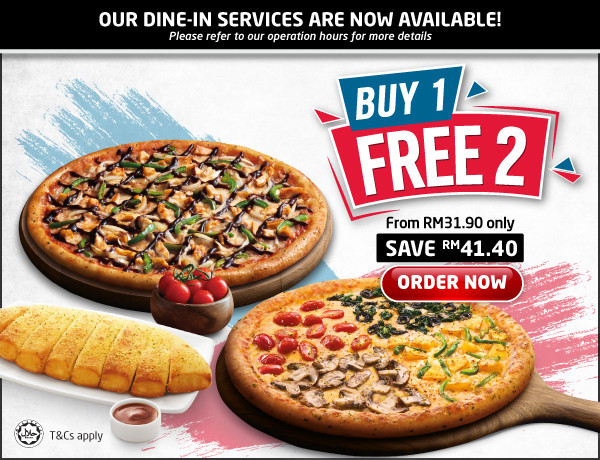 OUR DINE-IN SERVICES ARE NOW AVAILABLE!
Please refer to our operation hours for more details
BUY 1
FREE 2
From RM31.90 only
SAVE RM41.40
ORDER NOW
T&Cs apply